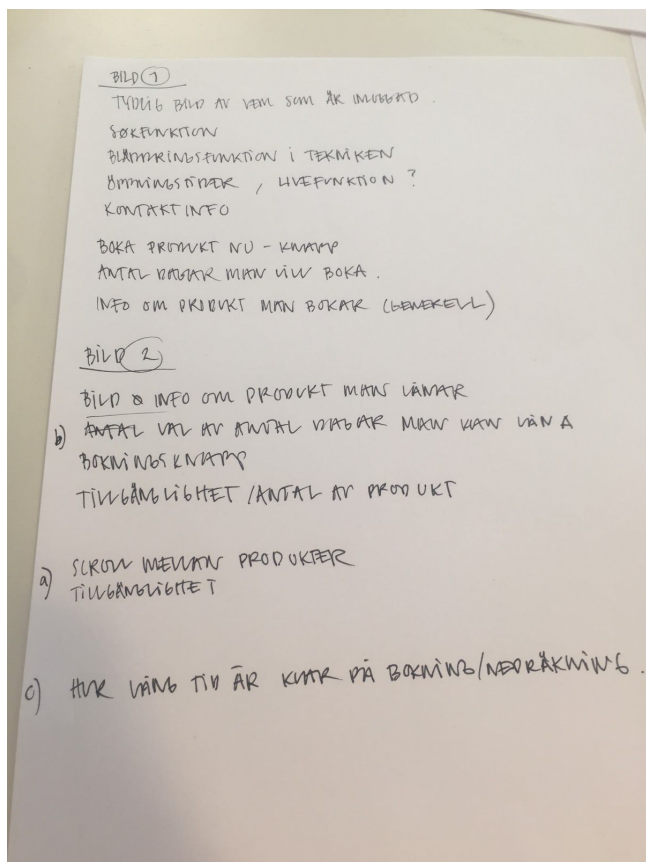 BILD 1
TYDLIG BILD AV VEM SOM ÄR INLOGGAD.
SØKFUNKTION
BLÄDDRINGSFUNKTION I TEKNIKEN
ÖPPNINGSTIDER, LIVEFUNKTION?
KONTAKTINFO
BOKA PRODUKT NU - KNAPP
ANTAL DAGAR MAN VILL BOKA.
INFO OM PRODUKT MAN BOKAR (GENERELL)
BILD 2
BILD & INFO OM PRODUKT MAN LÅNAR
b) ANTAL VAL AV ANTAL DAGAR MAN KAN LÅNA
BOKNINGSKNAPP
TILLGÄNGLIGHET/ANTAL AV PRODUKT
a) SCROLL MELLAN PRODUKTER
TILLGÄNGLIGHET
c) HUR LÅNG TID ÄR KVAR PÅ BOKNING/NEDRÄKNING.